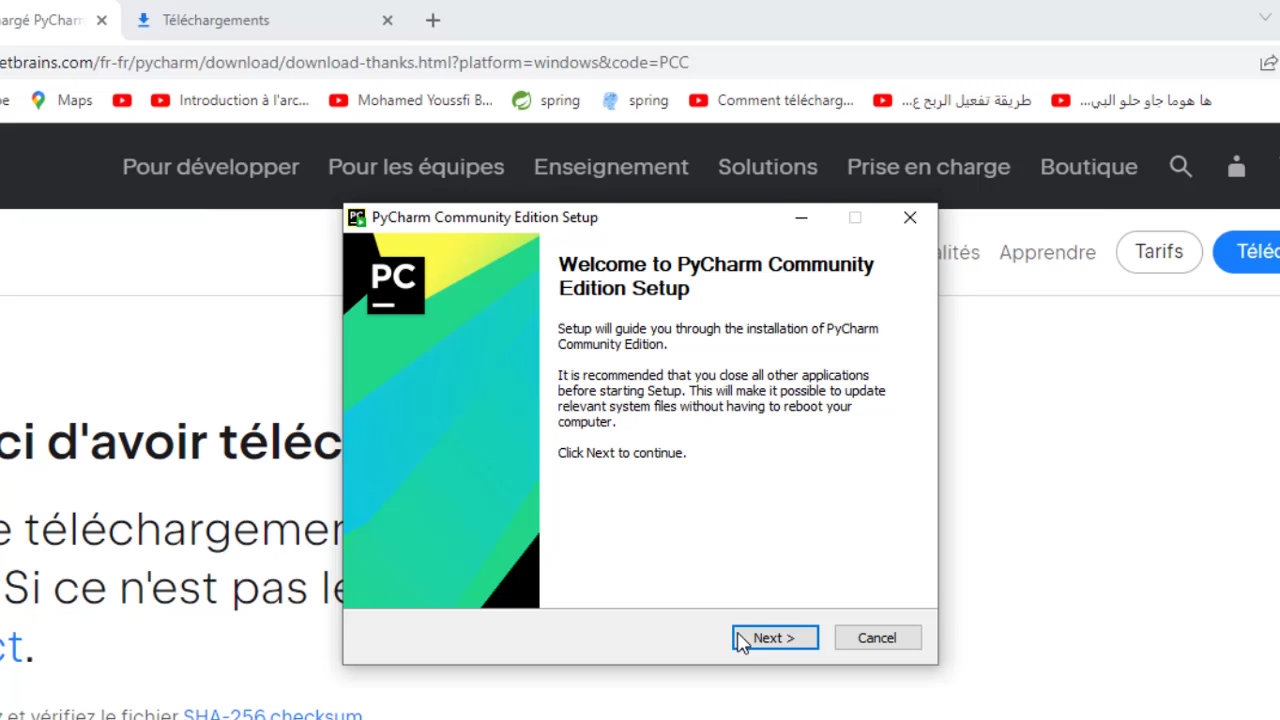 argé PyCharm
Téléchargements
etbrains.com/fr-fr/pycharm/download/download-thanks.html?platform=windows&code=PCC
e Maps Introduction à l'arc... Mohamed Youssfi B... spring spring Comment télécharg... طريقة تفعيل الربح ع... ها هوما جاو حلو البي...
Pour développer Pour les équipes Enseignement Solutions Prise en charge Boutique
PyCharm Community Edition Setup
alités Apprendre Tarifs Téléc
PC
Welcome to PyCharm Community
Edition Setup
Setup will guide you through the installation of PyCharm
Community Edition.
It is recommended that you close all other applications
before starting Setup. This will make it possible to update
relevant system files without having to reboot your
computer.
Click Next to continue.
ci d'avoir téléc
e téléchargemen
Si ce n'est pas le
ct.
Next > Cancel
z et vérifiez le fichier SHA-256 checksum